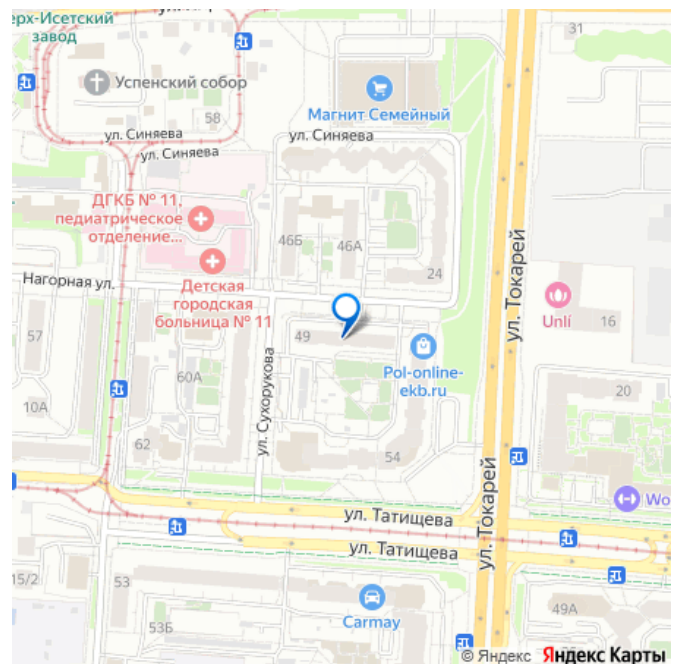 ерх-Исетский
завод
31
Успенский собор
58
Магнит Семейный
ул. Синяева
ул. Синяева
ул. Синяева
ДГКБ № 11,
педиатрическое
отделение...
46Б
46А
24
Нагорная ул.
Детская
городская
больница № 11
ул. Токарей
Unli
16
57
49
Pol-online-
ekb.ru
60А
ул. Сухорукова
20
10А
62
54
Wo
ул. Татищева
ул. Токарей
ул. Татищева
15/2
53
53Б
Carmay
49А
© Яндекс Яндекс Карты